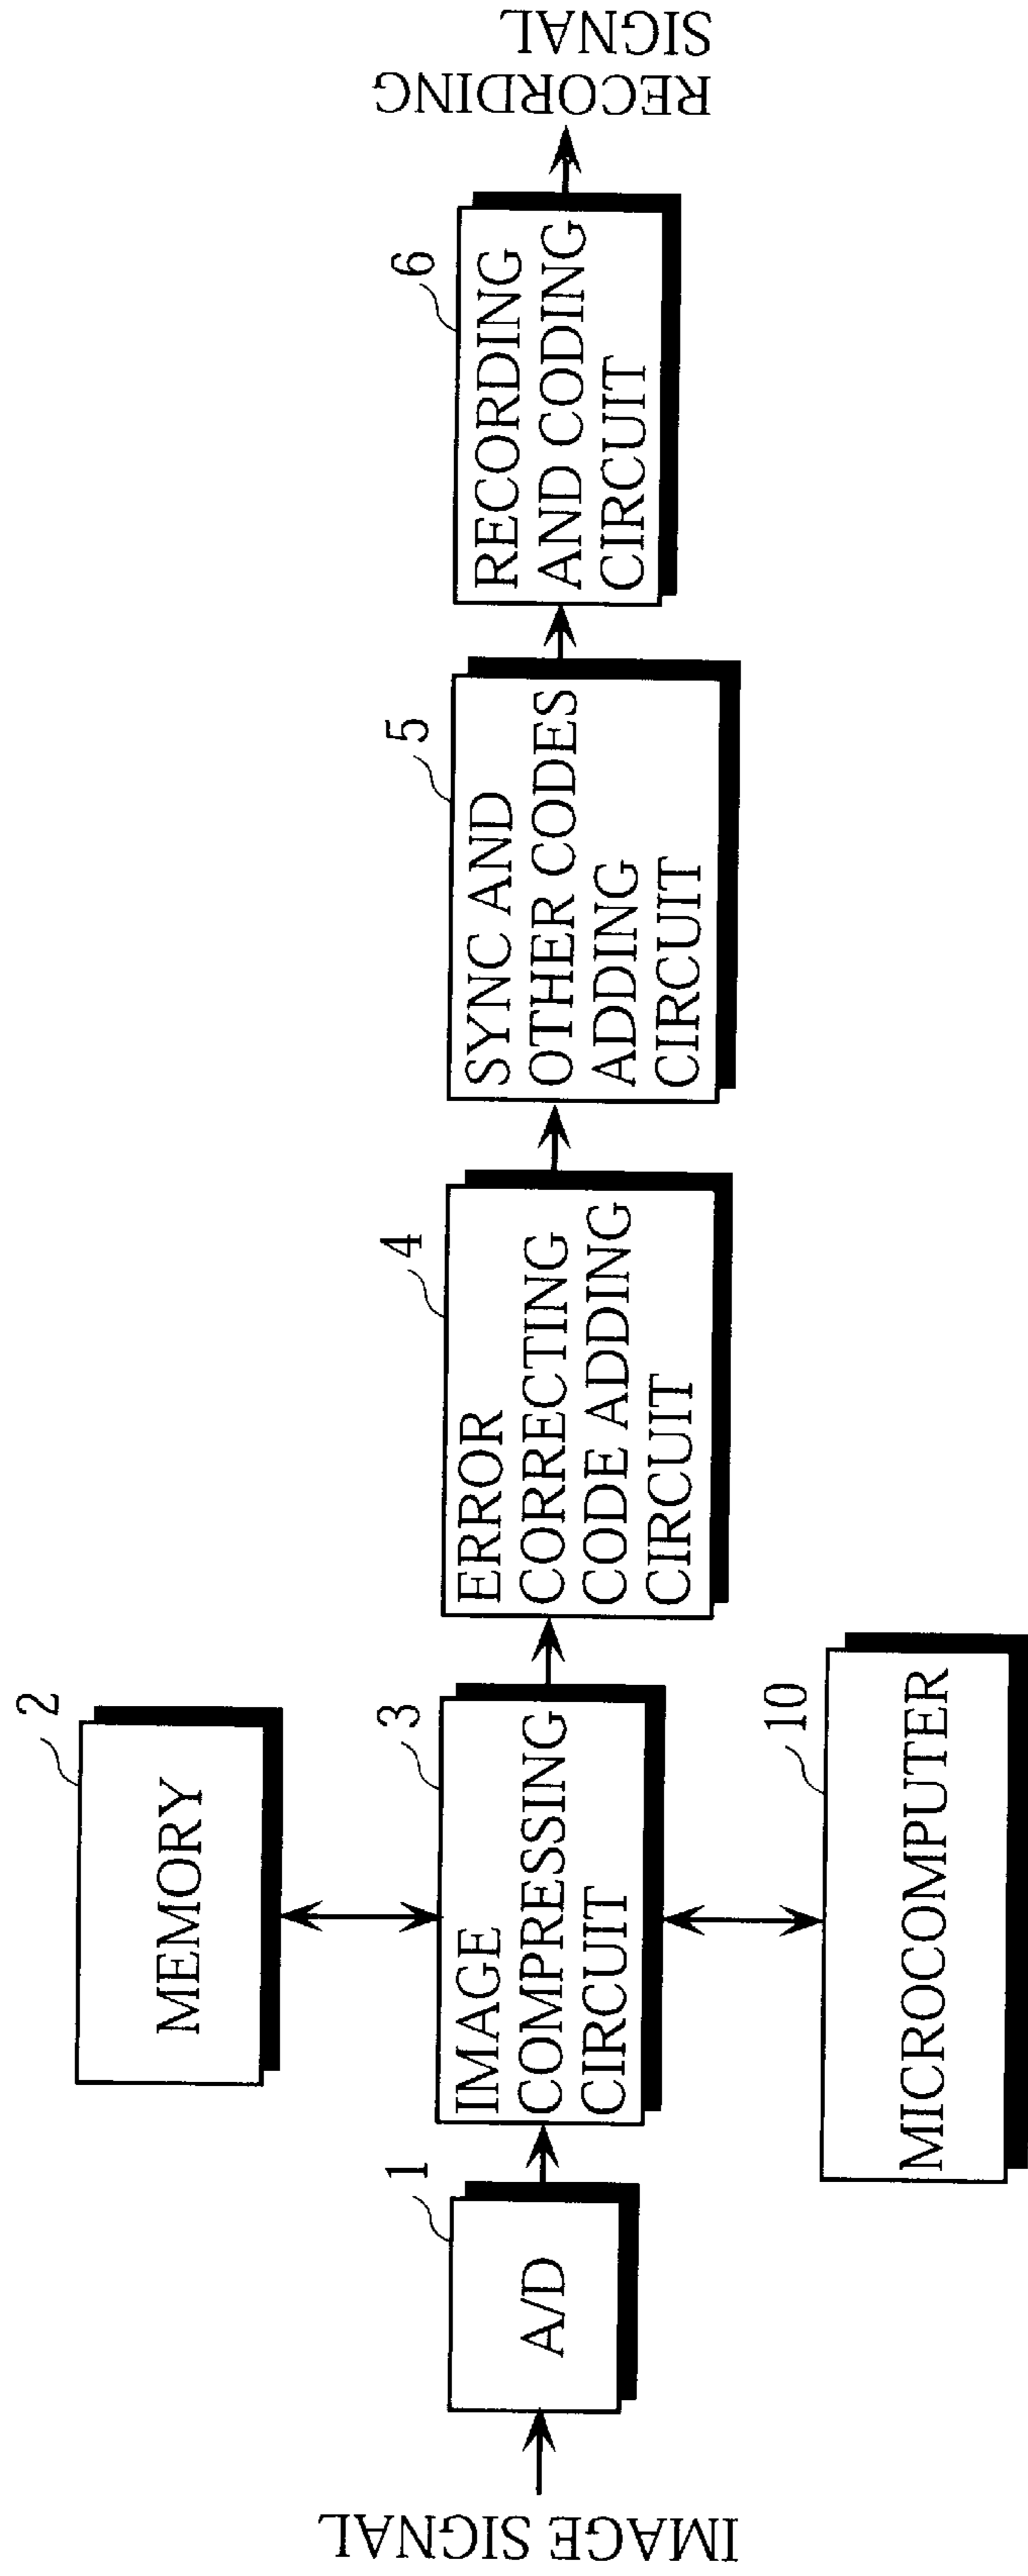 IMAGE SIGNAL
1
A/D
2
MEMORY
3
IMAGE
COMPRESSING
CIRCUIT
10
MICROCOMPUTER
4
ERROR
CORRECTING
CODE ADDING
CIRCUIT
5
SYNC AND
OTHER CODES
ADDING
CIRCUIT
6
RECORDING
AND CODING
CIRCUIT
RECORDING
SIGNAL